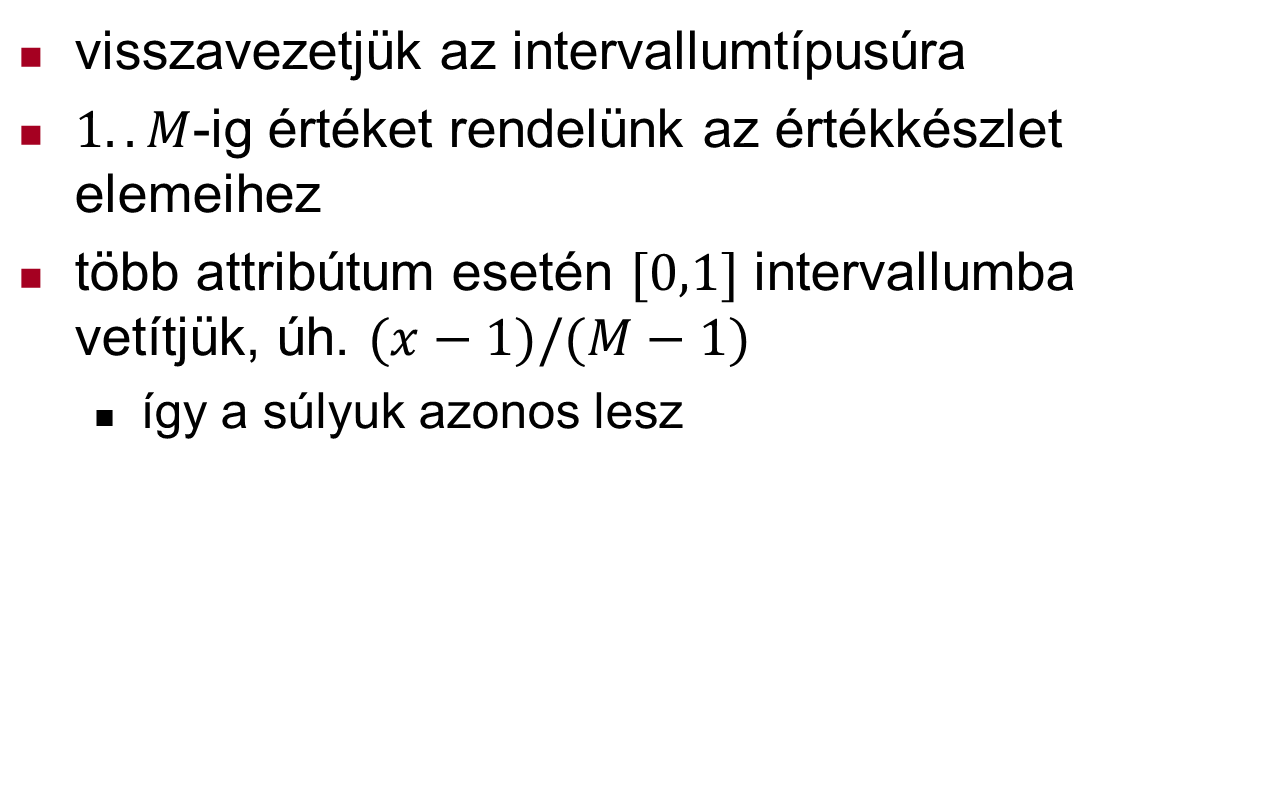 ▪ visszavezetjük az intervallumtípusúra
▪ 1..M-ig értéket rendelünk az értékkészlet
elemeihez
▪ több attribútum esetén [0,1] intervallumba
vetítjük, úh. (x − 1)/(M − 1)
▪ így a súlyuk azonos lesz